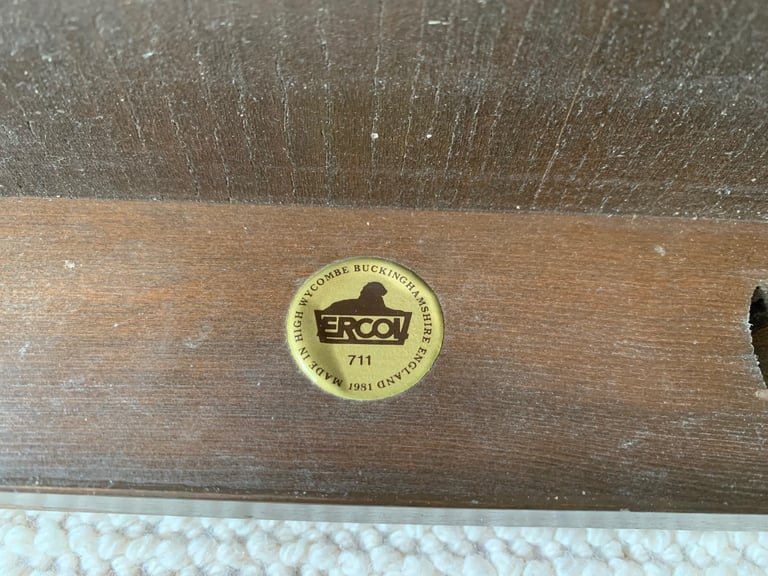 MADE IN HIGH WYCOMBE BUCKINGHAMSHIRE ENGLAND 1981
ERCOL
711